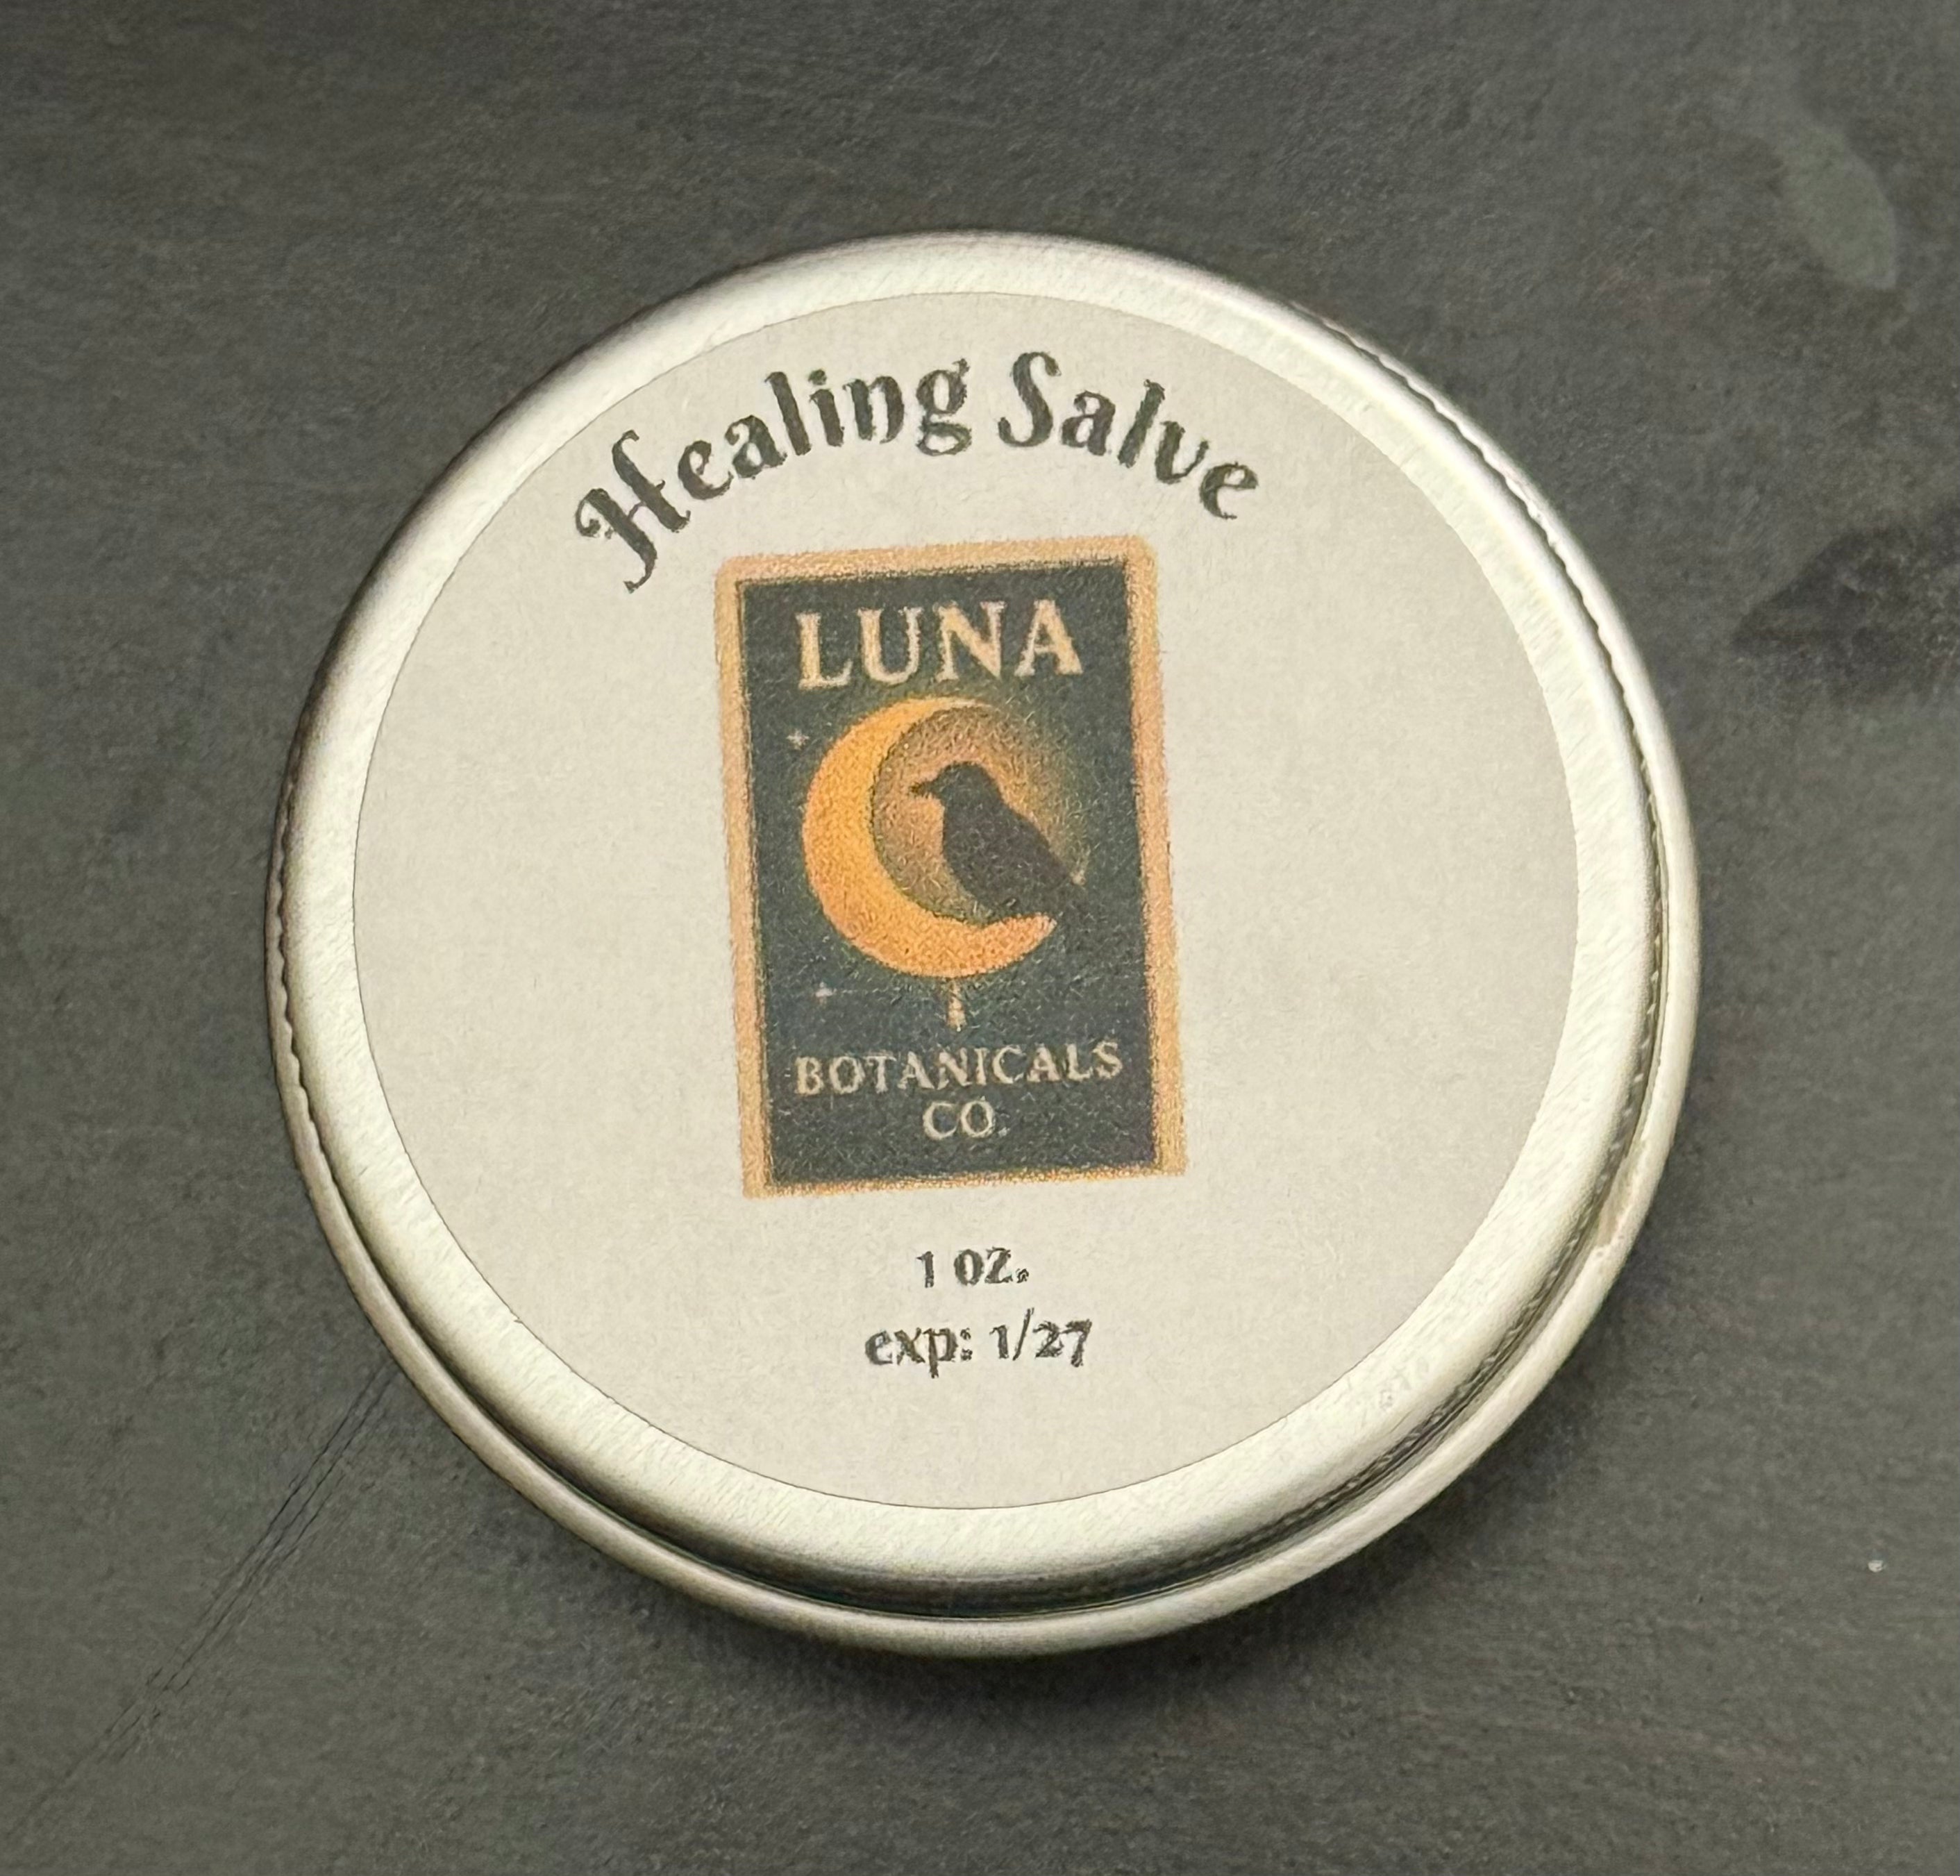 Healing Salve
LUNA
BOTANICALS
CO.
1 oz.
exp: 1/27